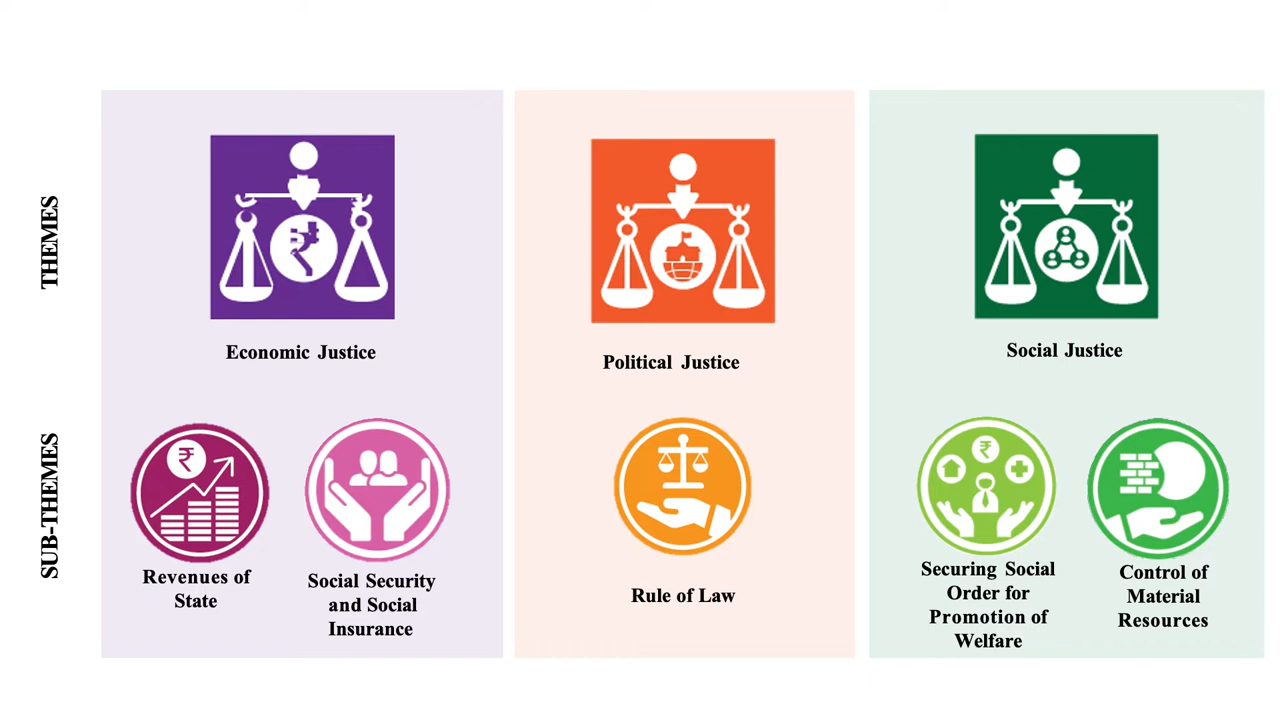 THEMES
Economic Justice
Political Justice
Social Justice
SUB-THEMES
₹
₹
₹
Revenues of
State
Social Security
and Social
Insurance
Rule of Law
Securing Social
Order for
Promotion of
Welfare
Control of
Material
Resources